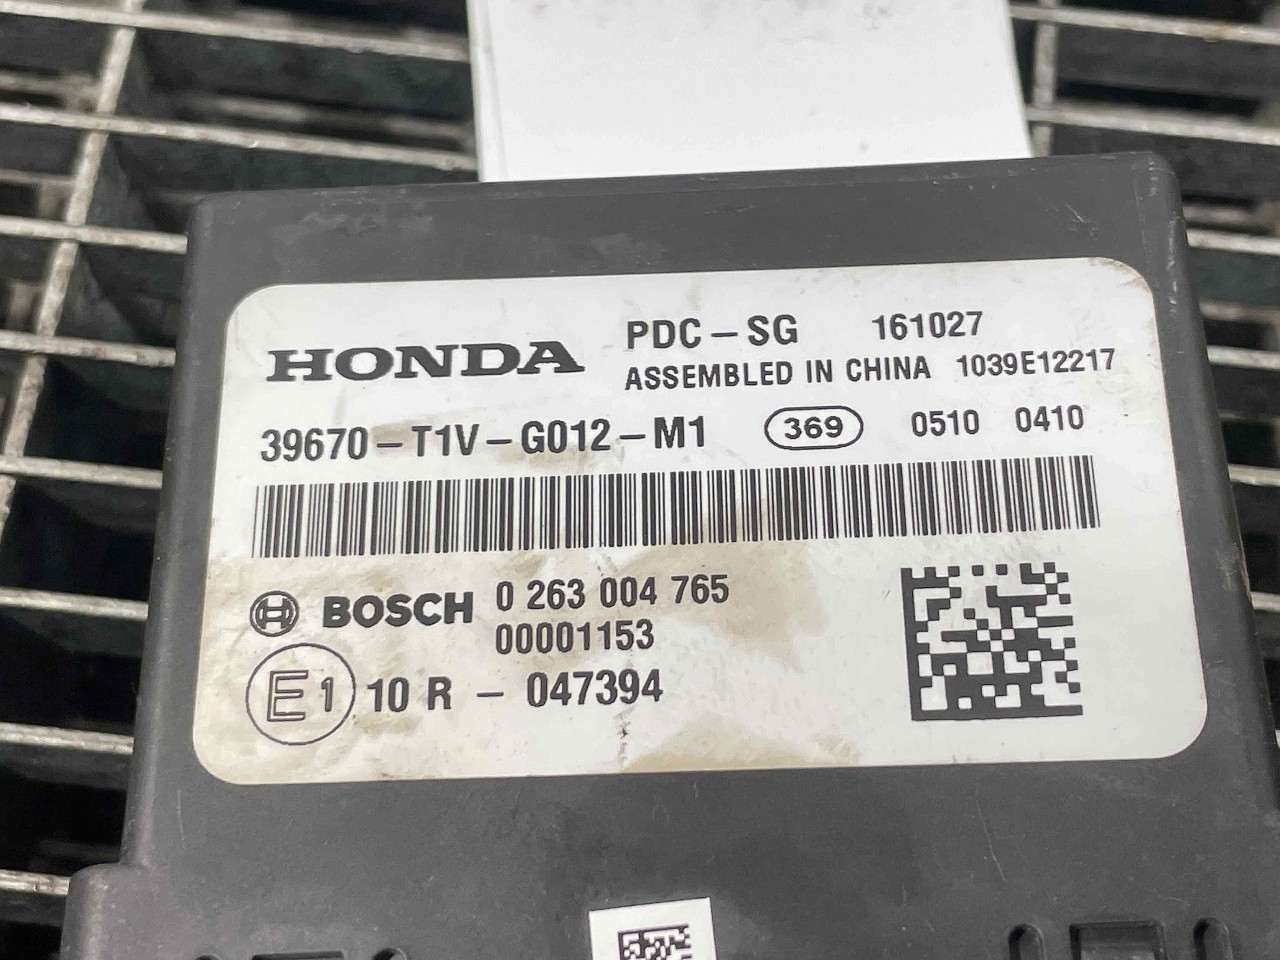 HONDA PDC-SG 161027
ASSEMBLED IN CHINA 1039E12217
39670-T1V-G012-M1 369 0510 0410
BOSCH 0 263 004 765
00001153
E1 10 R - 047394